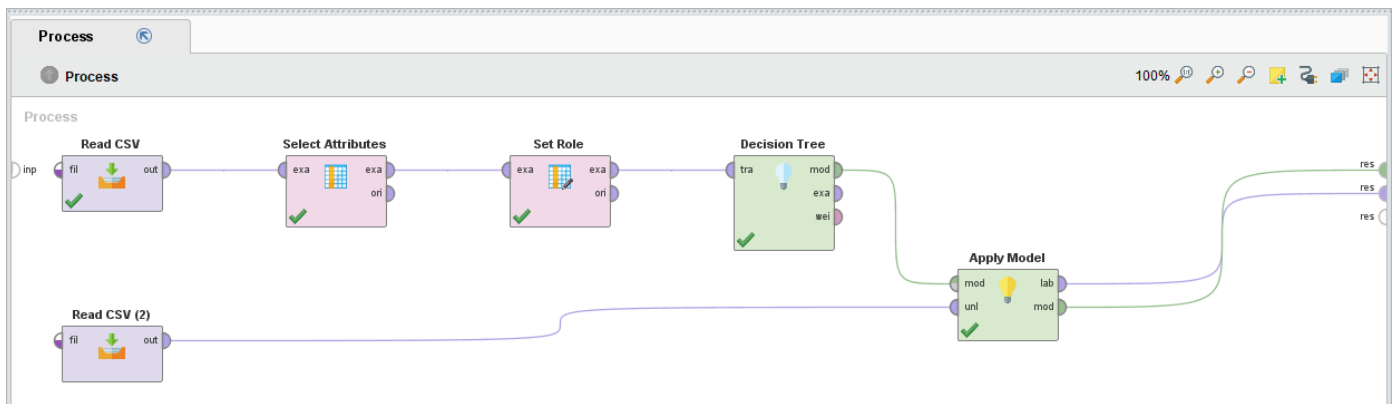 Process
Process
100%
Process
Read CSV
Select Attributes
Set Role
Decision Tree
inp
fil
out
exa
exa
ori
exa
exa
ori
tra
mod
exa
wei
res
res
res
Apply Model
mod
lab
unl
mod
Read CSV (2)
fil
out